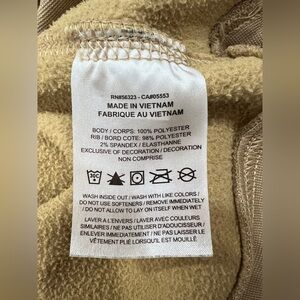 RN#56323 - CA#05553
MADE IN VIETNAM
FABRIQUE AU VIETNAM
BODY / CORPS: 100% POLYESTER
RIB / BORD COTE: 98% POLYESTER
2% SPANDEX / ELASTHANNE
EXCLUSIVE OF DECORATION / DECORATION
NON COMPRISE
30°
WASH INSIDE OUT / WASH WITH LIKE COLORS /
DO NOT USE SOFTENERS / REMOVE IMMEDIATELY
/ DO NOT ALLOW TO LAY ON ITSELF WHEN WET
LAVER A L'ENVERS / LAVER AVEC COULEURS
SIMILAIRES / NE PAS UTILISER D'ADOUCISSEUR/
ENLEVER IMMEDIATEMENT / NE PAS LAISSER LE
VÊTEMENT PLIÉ LORSQU'IL EST MOUILLÉ